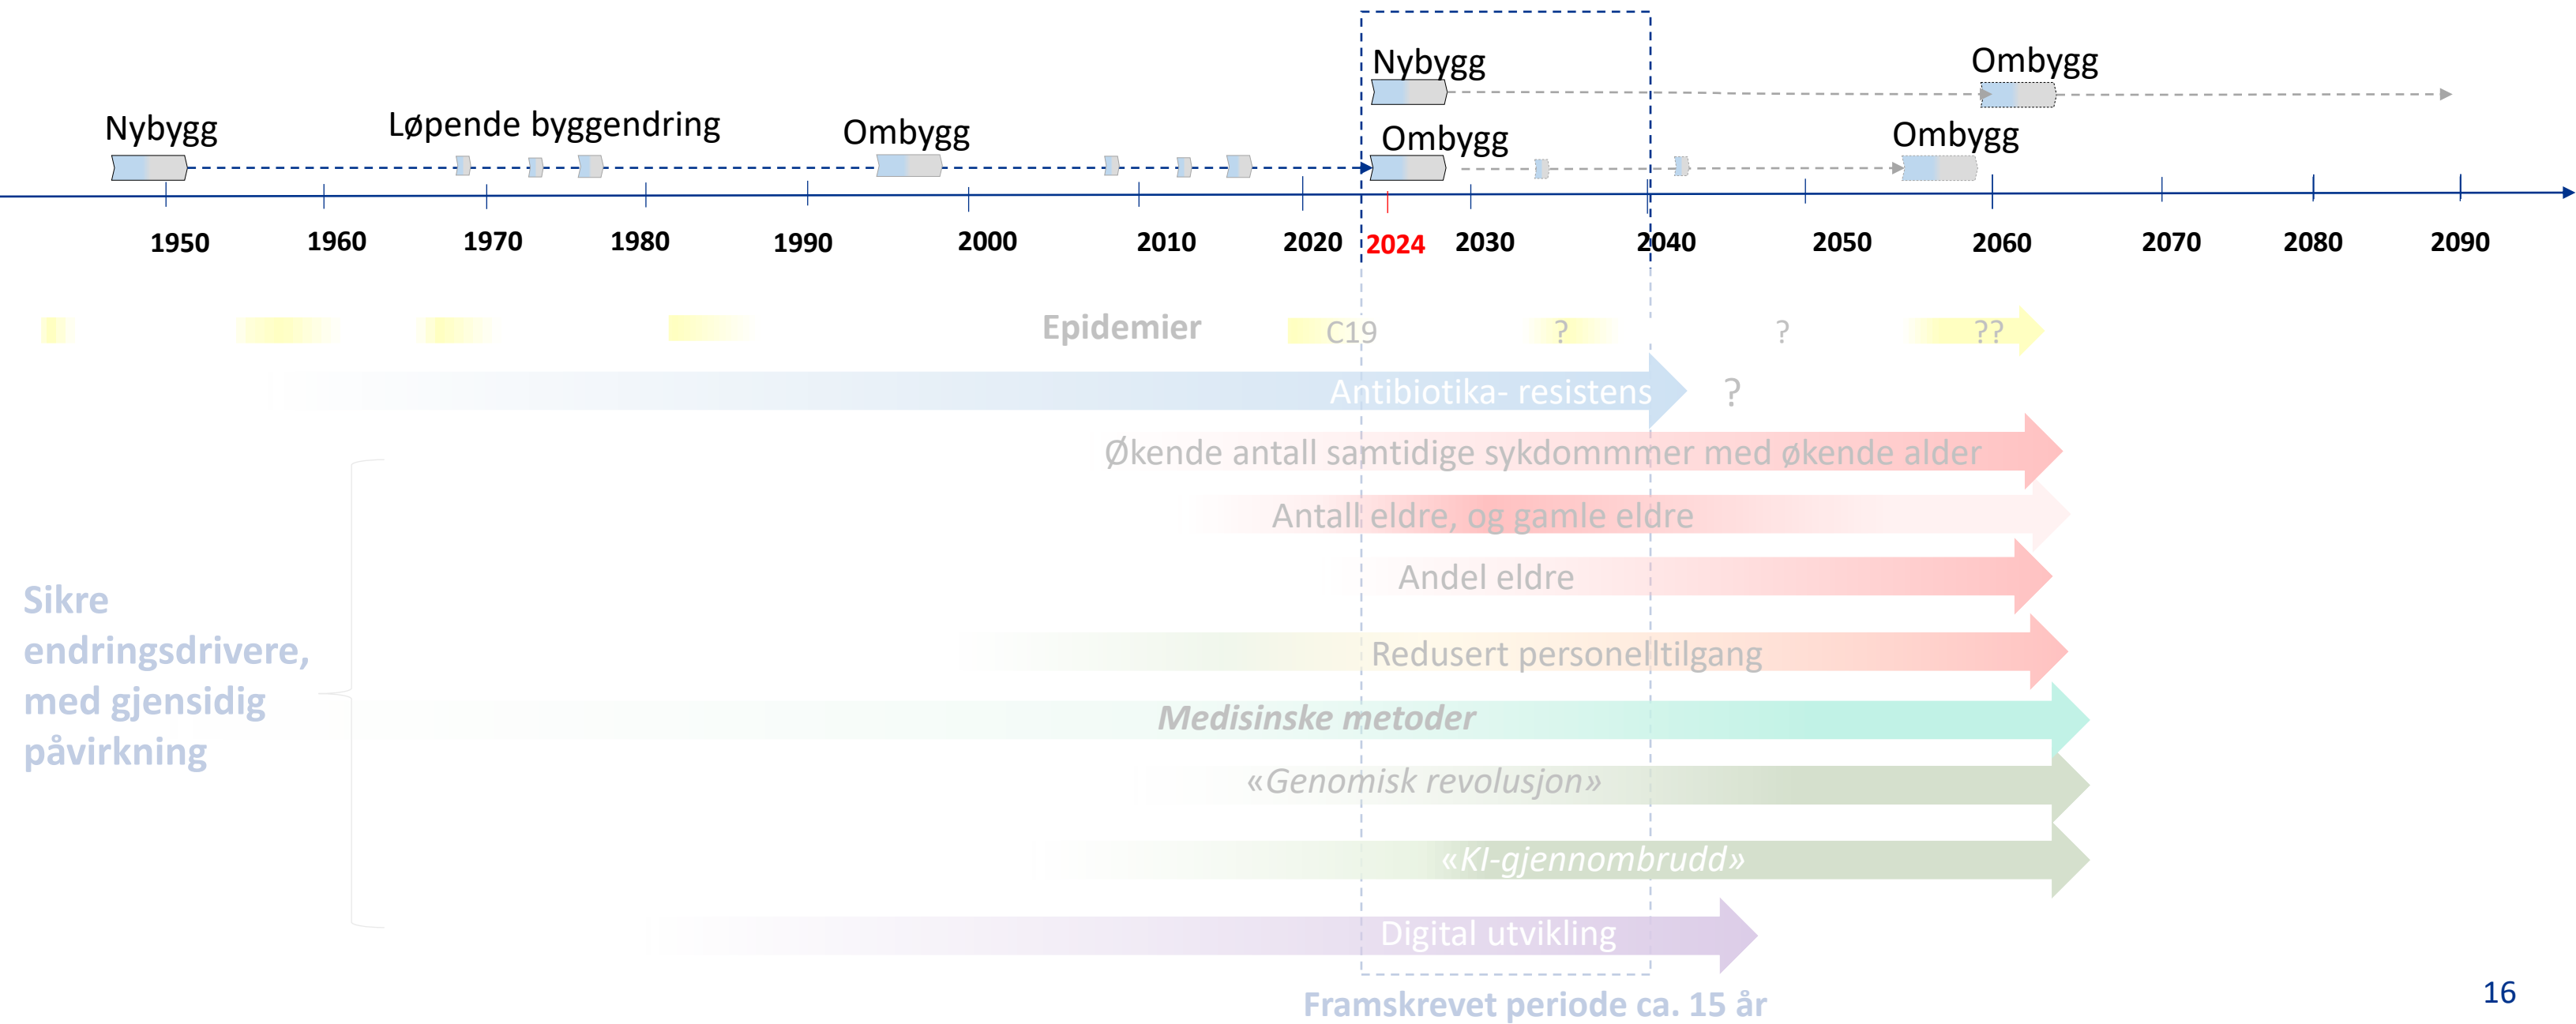 Nybygg
Ombygg
Nybygg
Løpende byggendring
Ombygg
Ombygg
Ombygg
1950
1960
1970
1980
1990
2000
2010
2020
2024
2030
2040
2050
2060
2070
2080
2090
Epidemier
C19
?
?
??
Antibiotika- resistens
?
Økende antall samtidige sykdommmer med økende alder
Antall eldre, og gamle eldre
Andel eldre
Sikre
endringsdrivere,
med gjensidig
påvirkning
Redusert personelltilgang
Medisinske metoder
«Genomisk revolusjon»
«KI-gjennombrudd»
Digital utvikling
Framskrevet periode ca. 15 år
16